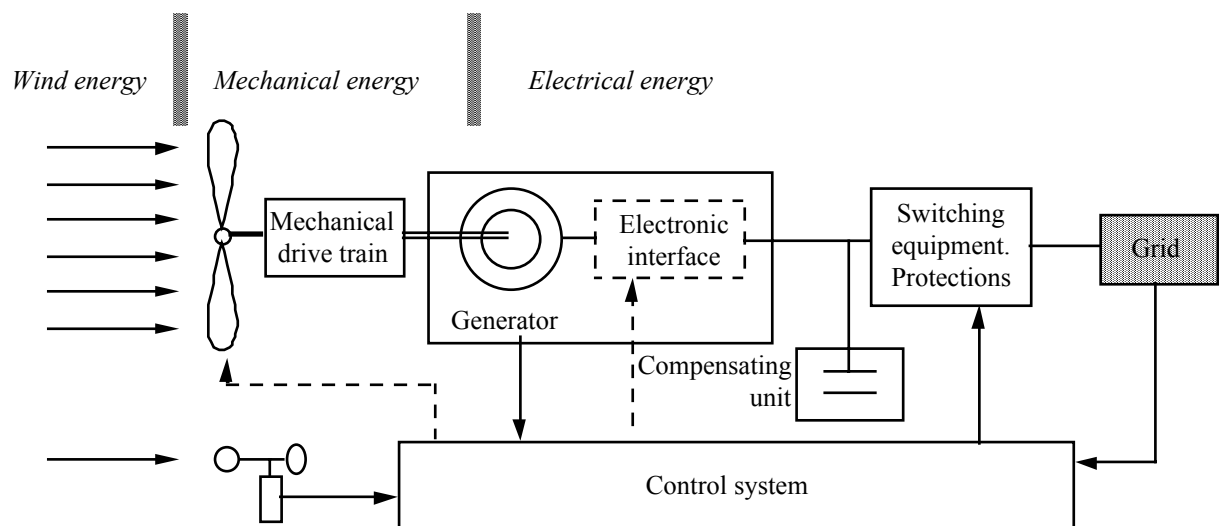 Wind energy
Mechanical energy
Electrical energy
Mechanical
drive train
Electronic
interface
Switching
equipment.
Protections
Grid
Generator
Compensating
unit
Control system